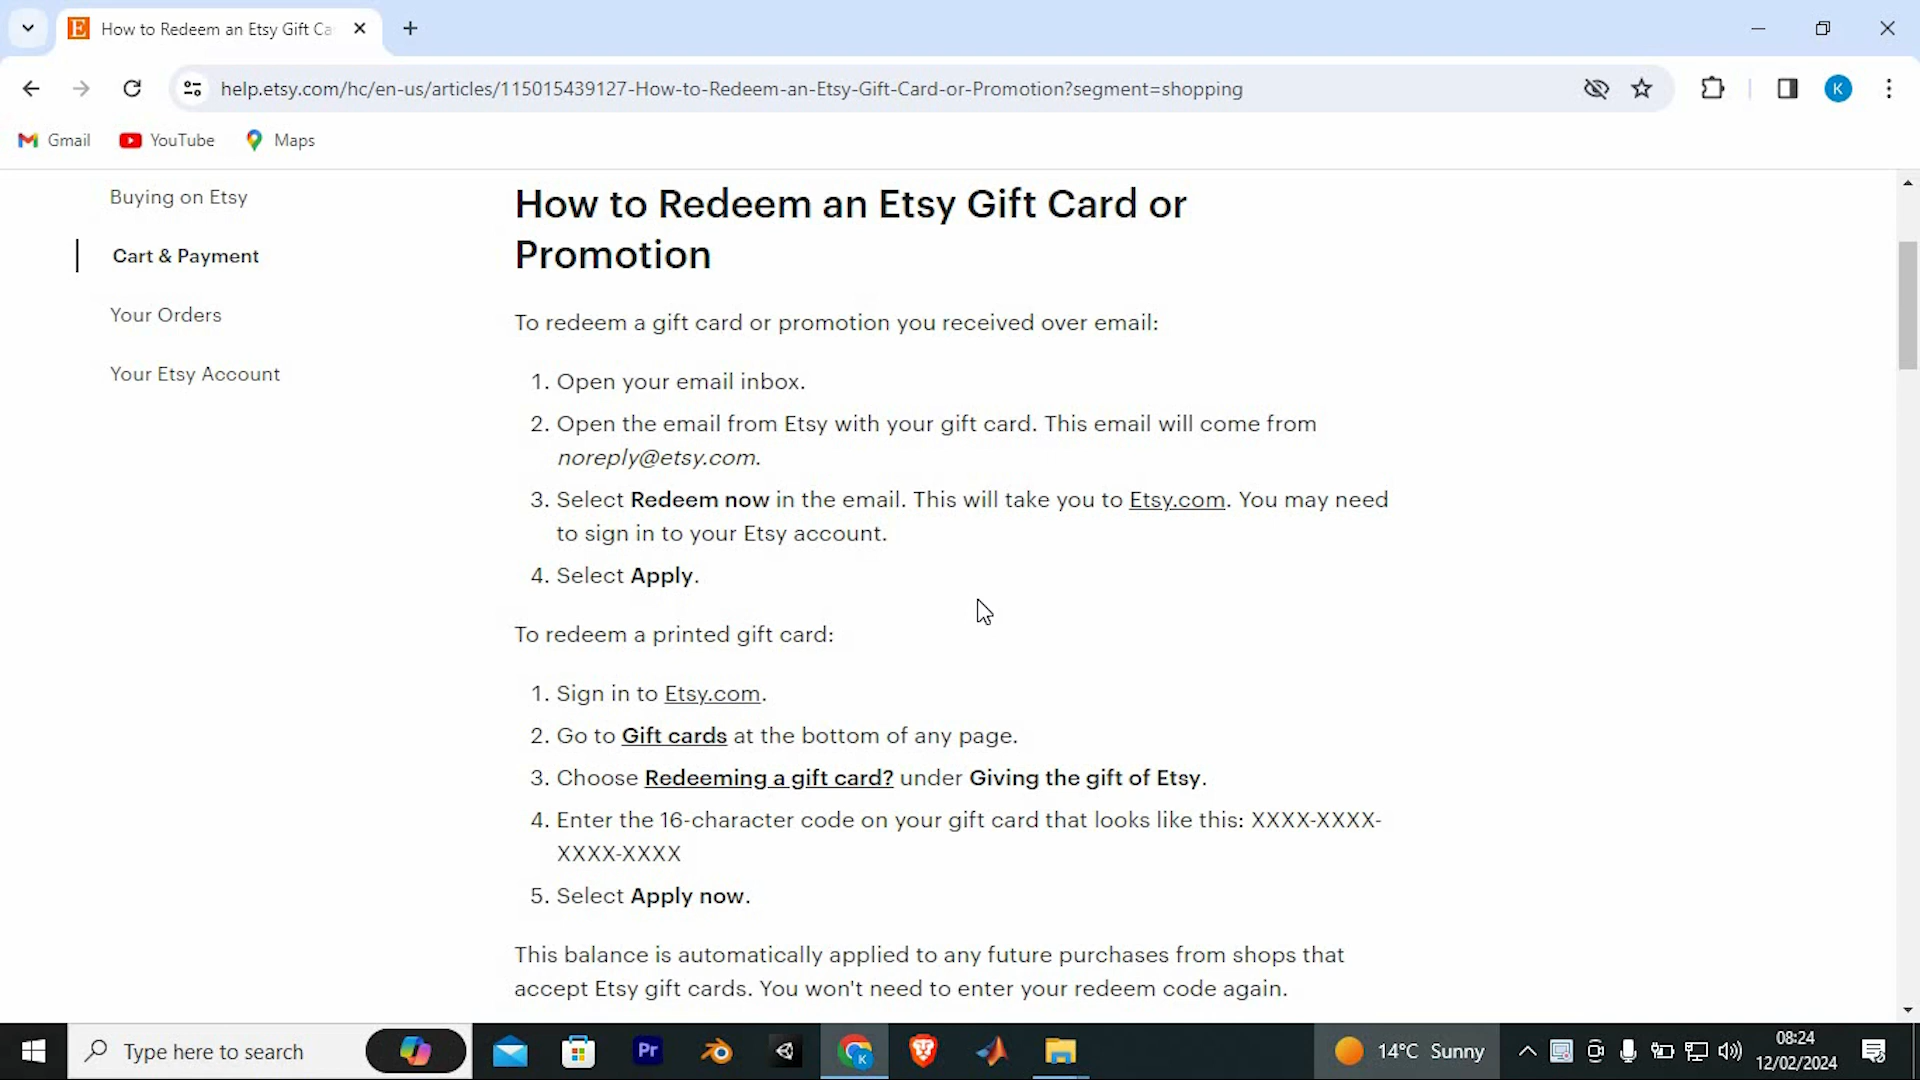 How to Redeem an Etsy Gift Ca
help.etsy.com/hc/en-us/articles/115015439127-How-to-Redeem-an-Etsy-Gift-Card-or-Promotion?segment=shopping
K
Gmail
YouTube
Maps
Buying on Etsy
Cart & Payment
Your Orders
Your Etsy Account
How to Redeem an Etsy Gift Card or
Promotion
To redeem a gift card or promotion you received over email:
1. Open your email inbox.
2. Open the email from Etsy with your gift card. This email will come from
noreply@etsy.com.
3. Select Redeem now in the email. This will take you to Etsy.com. You may need
to sign in to your Etsy account.
4. Select Apply.
To redeem a printed gift card:
1. Sign in to Etsy.com.
2. Go to Gift cards at the bottom of any page.
3. Choose Redeeming a gift card? under Giving the gift of Etsy.
4. Enter the 16-character code on your gift card that looks like this: XXXX-XXXX-
XXXX-XXXX
5. Select Apply now.
This balance is automatically applied to any future purchases from shops that
accept Etsy gift cards. You won't need to enter your redeem code again.
Type here to search
Pr
K
14°C Sunny
08:24
12/02/2024